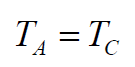 T_A = T_C